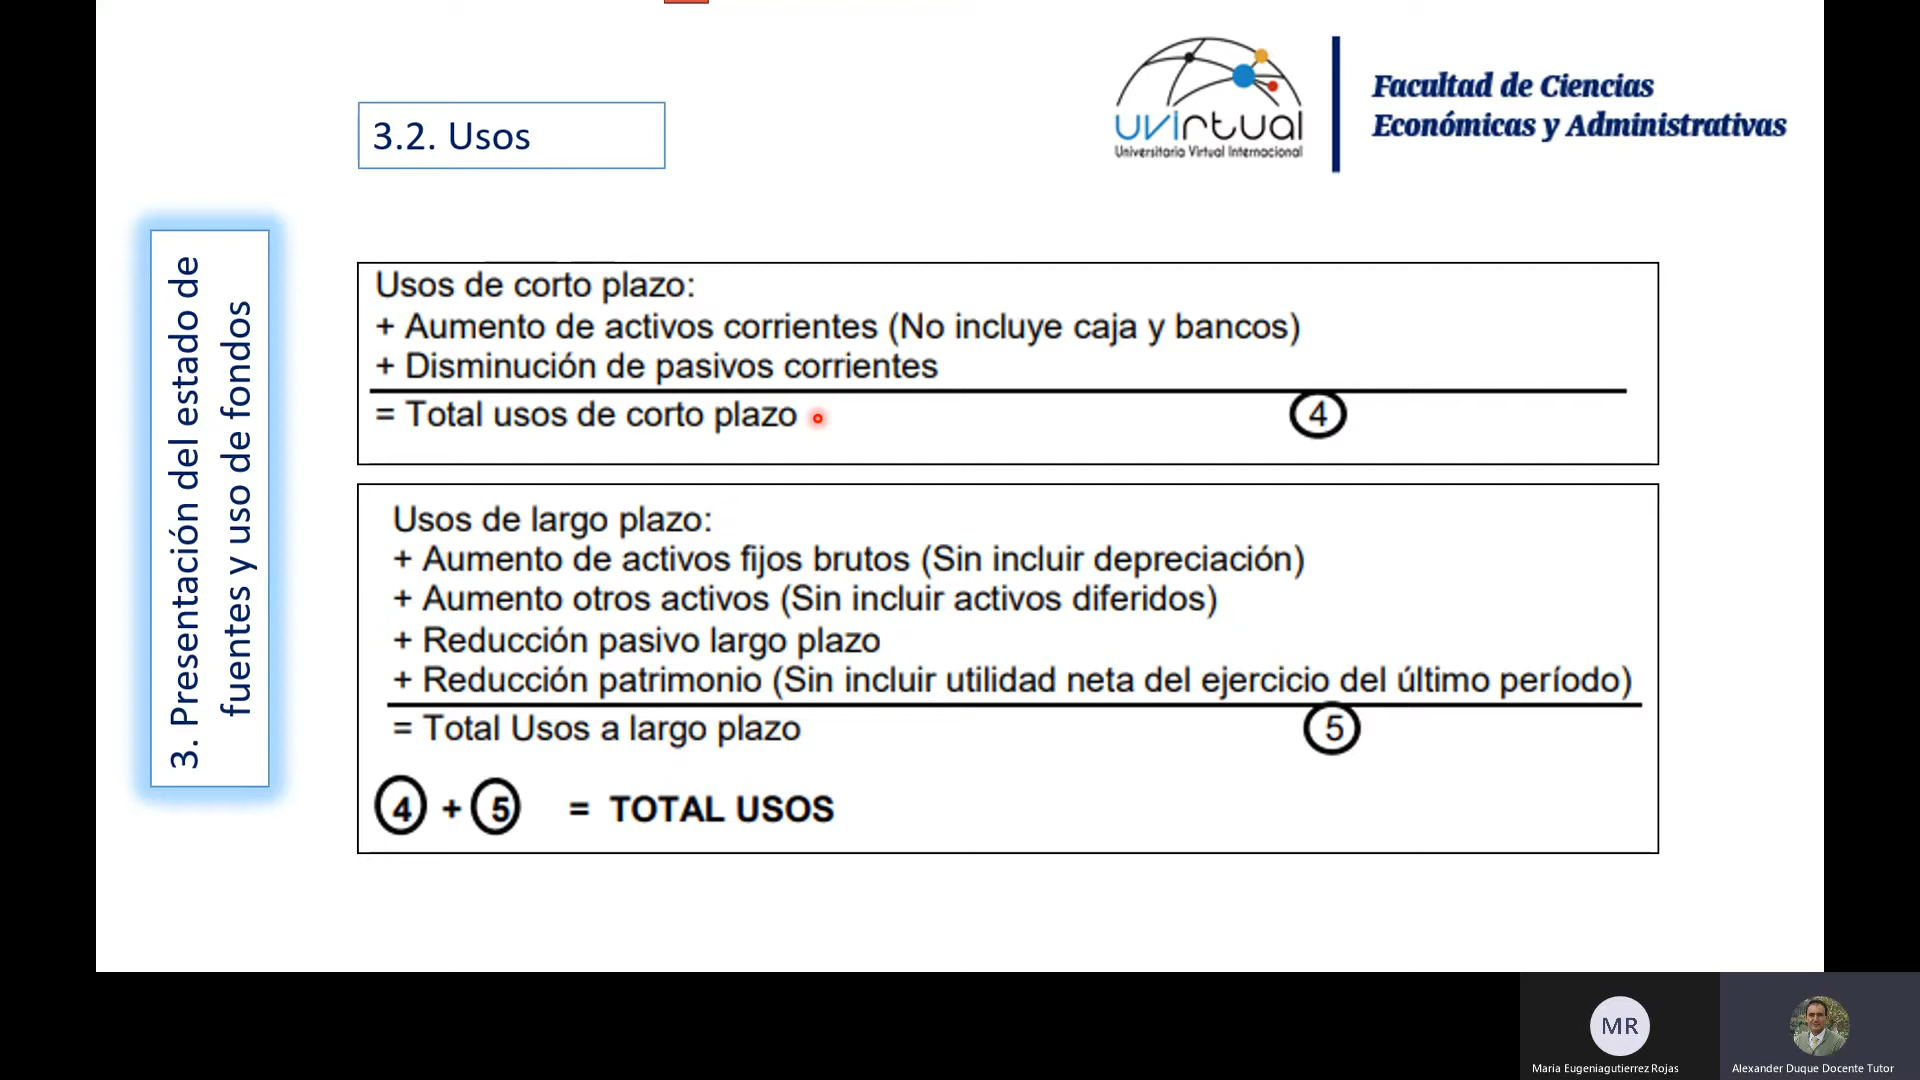 3.2. Usos
uvirtual
Universitaria Virtual Internacional
Facultad de Ciencias
Económicas y Administrativas
3. Presentación del estado de
fuentes y uso de fondos
Usos de corto plazo:
+ Aumento de activos corrientes (No incluye caja y bancos)
+ Disminución de pasivos corrientes
= Total usos de corto plazo 4
Usos de largo plazo:
+ Aumento de activos fijos brutos (Sin incluir depreciación)
+ Aumento otros activos (Sin incluir activos diferidos)
+ Reducción pasivo largo plazo
+ Reducción patrimonio (Sin incluir utilidad neta del ejercicio del último período)
= Total Usos a largo plazo 5
4 + 5 = TOTAL USOS
MR
Maria Eugeniagutierrez Rojas
Alexander Duque Docente Tutor